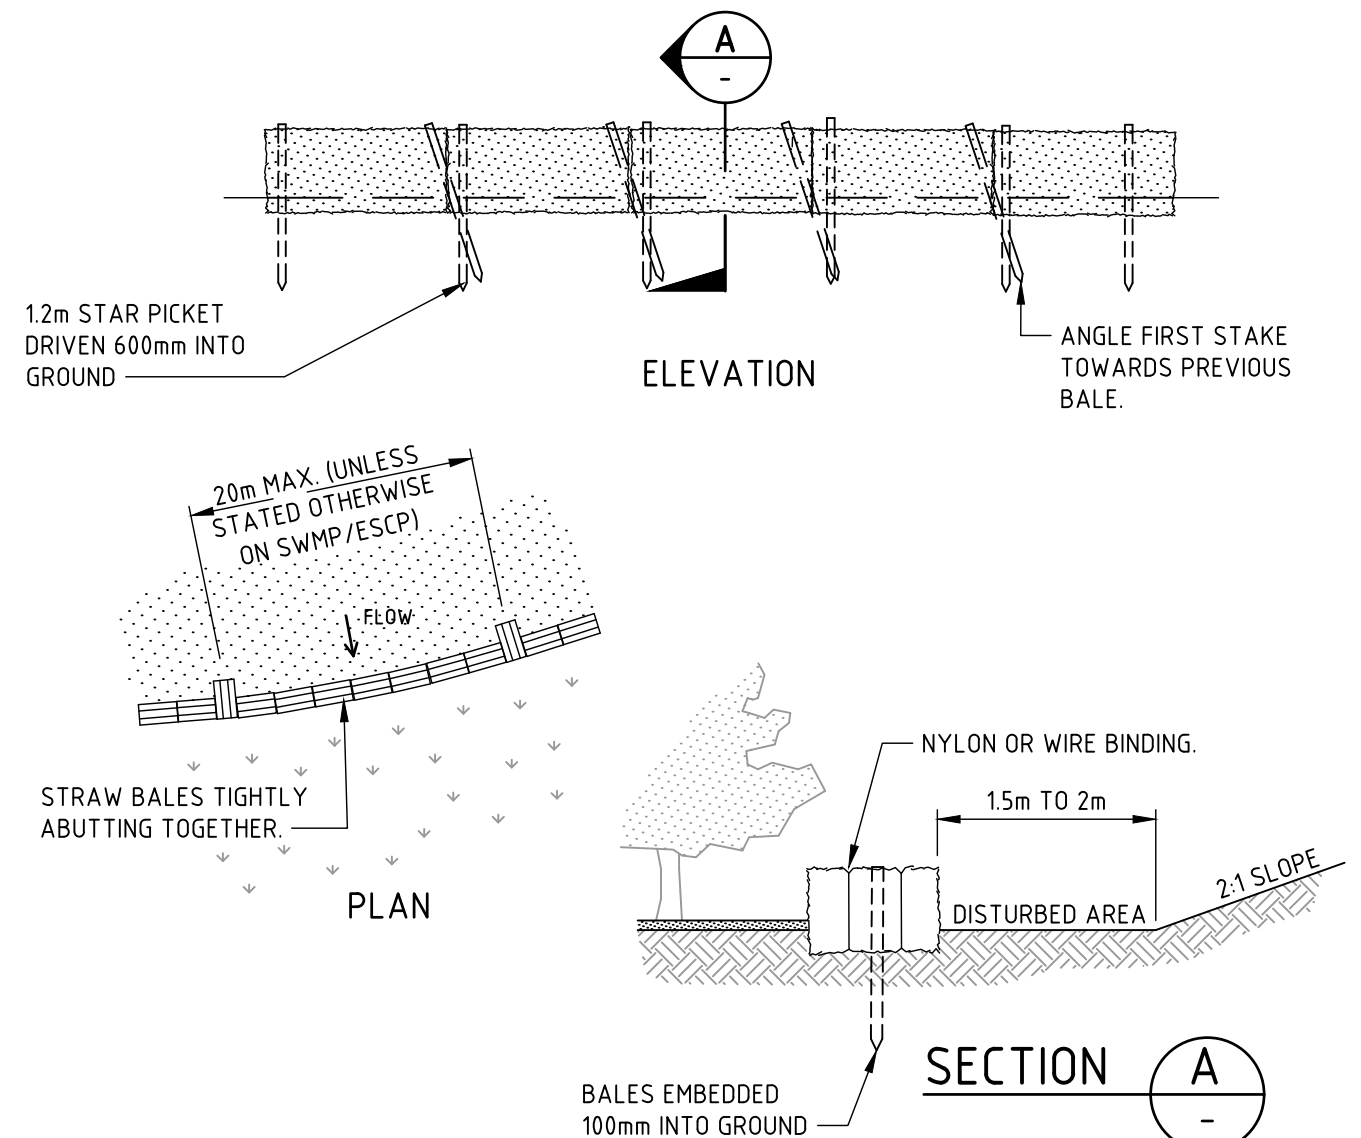 A
-
1.2m STAR PICKET
DRIVEN 600mm INTO
GROUND
ELEVATION
ANGLE FIRST STAKE
TOWARDS PREVIOUS
BALE.
20m MAX. (UNLESS
STATED OTHERWISE
ON SWMP/ESCP)
FLOW
STRAW BALES TIGHTLY
ABUTTING TOGETHER.
PLAN
NYLON OR WIRE BINDING.
1.5m TO 2m
DISTURBED AREA
2:1 SLOPE
BALES EMBEDDED
100mm INTO GROUND
SECTION
A
-